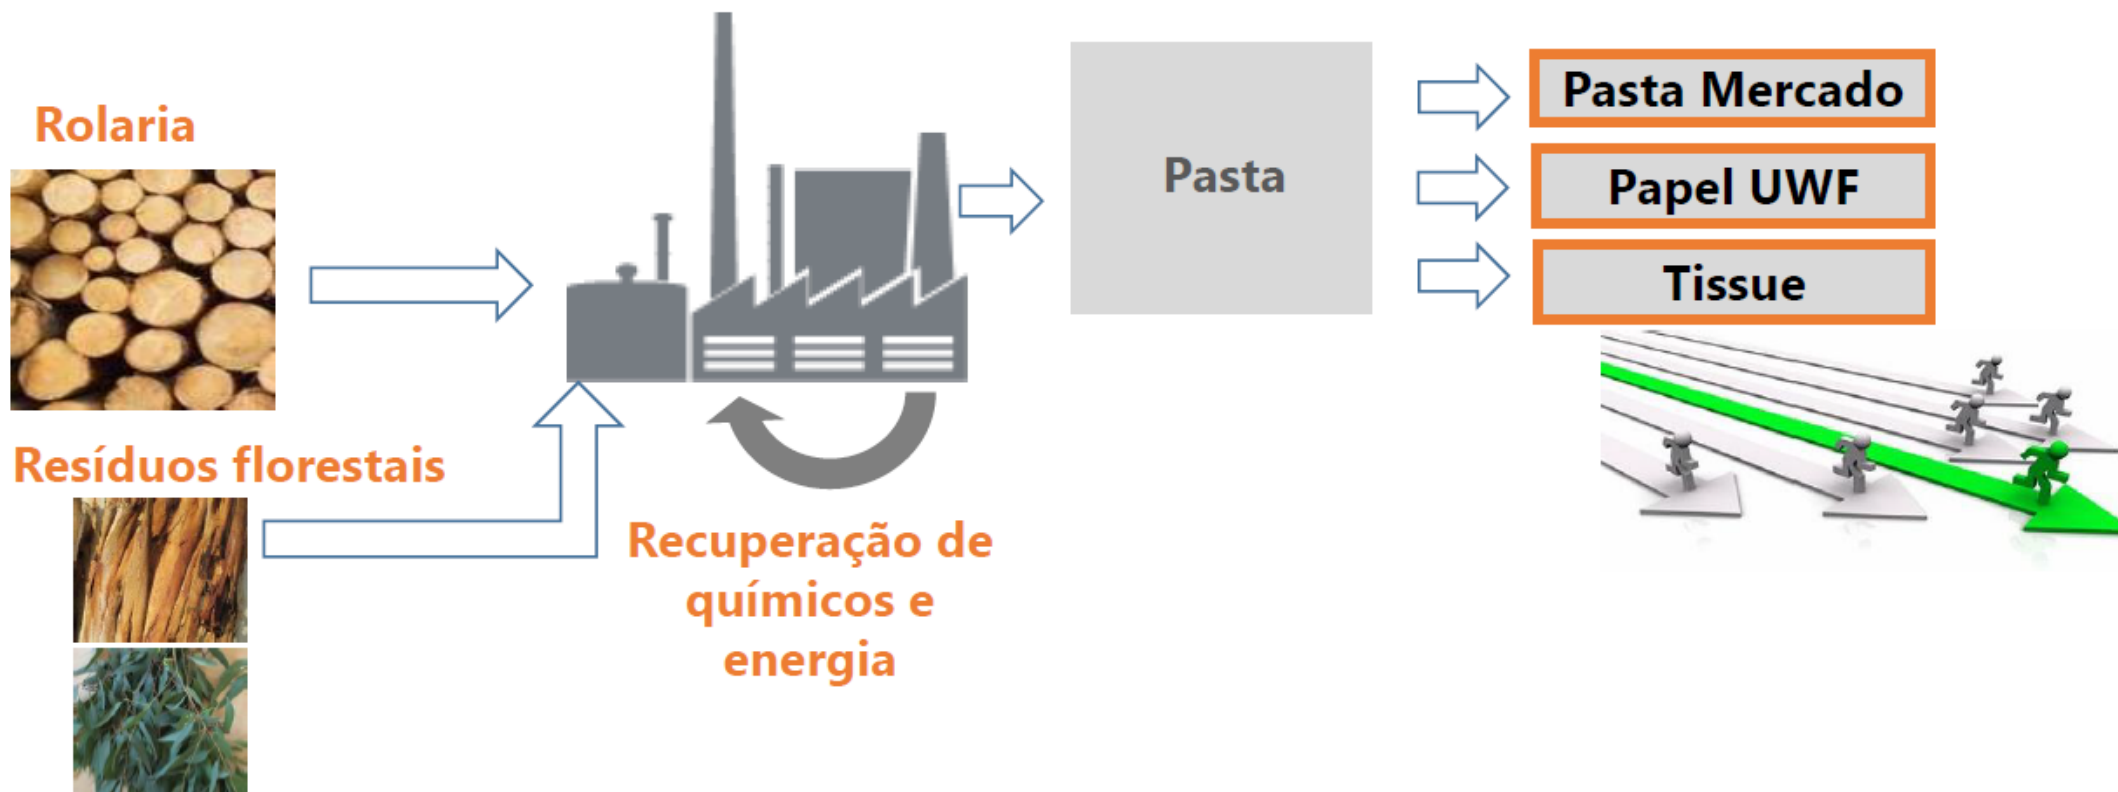 Rolaria
Resíduos florestais
Recuperação de
químicos e
energia
Pasta
Pasta Mercado
Papel UWF
Tissue